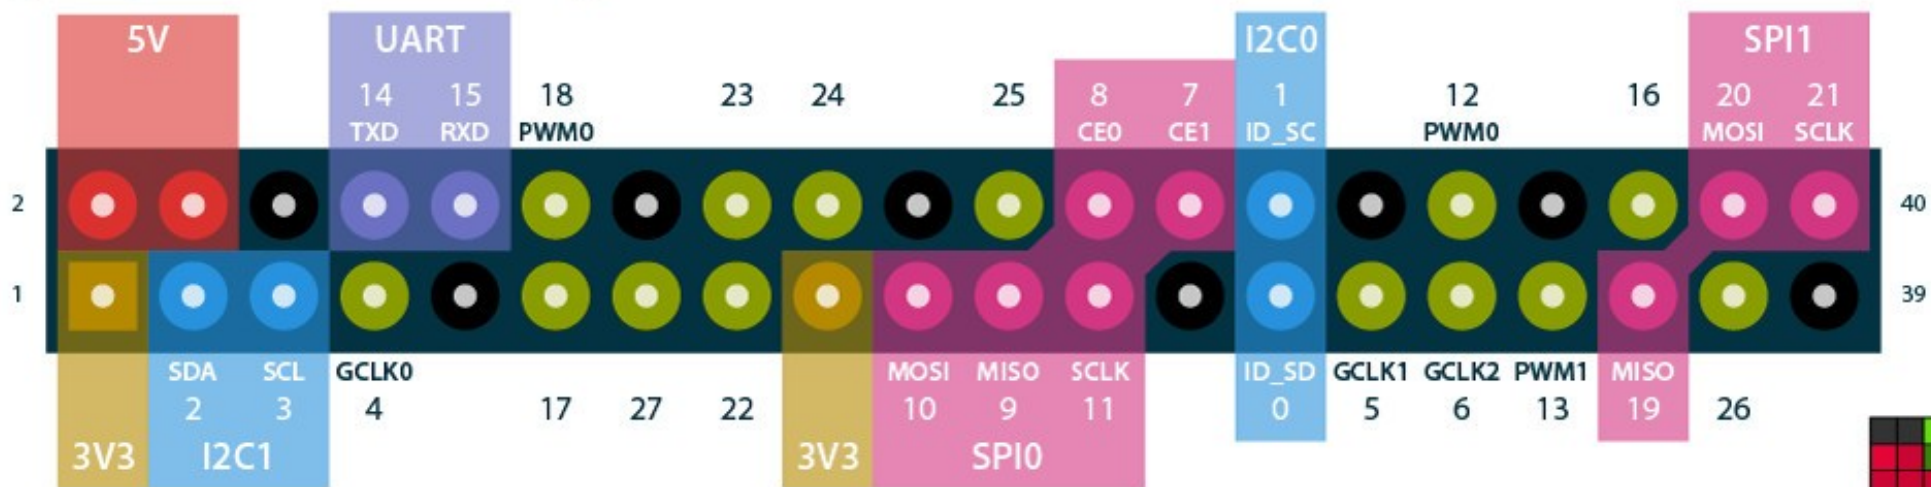 5V UART I2C0 SPI1
14 15 18 23 24 25 8 7 1 12 16 20 21
TXD RXD PWM0 CE0 CE1 ID_SC PWM0 MOSI SCLK
2 40
1 39
SDA SCL GCLK0 MOSI MISO SCLK ID_SD GCLK1 GCLK2 PWM1 MISO
2 3 4 17 27 22 10 9 11 0 5 6 13 19 26
3V3 I2C1 3V3 SPI0